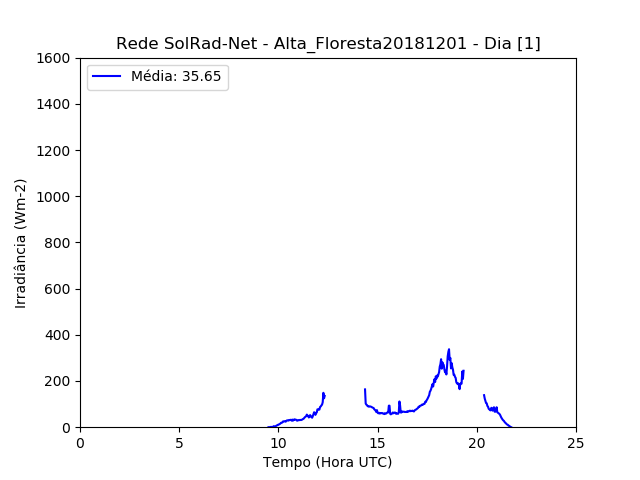 Rede SolRad-Net - Alta_Floresta20181201 - Dia [1]
Média: 35.65
1600
1400
1200
1000
800
600
400
200
0
Irradiância (Wm-2)
0 5 10 15 20 25
Tempo (Hora UTC)